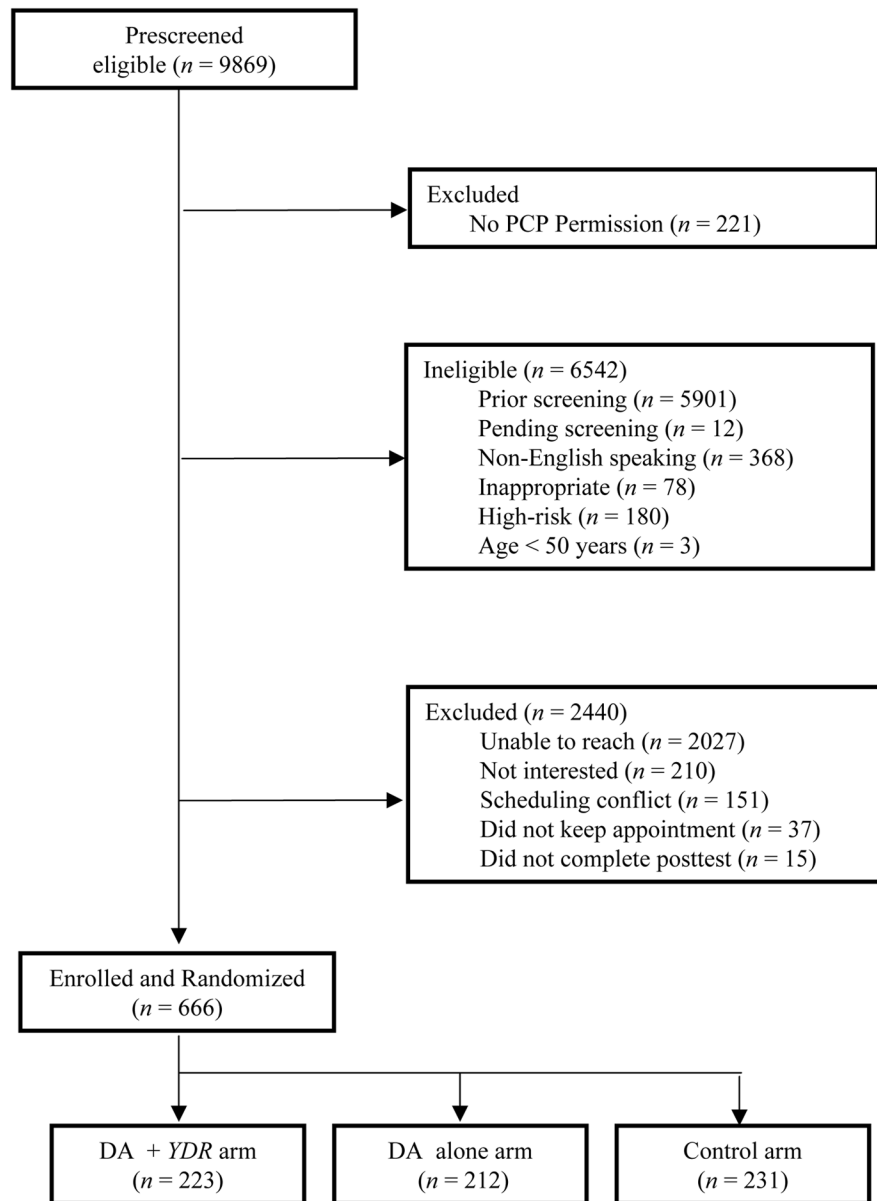 Prescreened
eligible (n = 9869)
Excluded
No PCP Permission (n = 221)
Ineligible (n = 6542)
Prior screening (n = 5901)
Pending screening (n = 12)
Non-English speaking (n = 368)
Inappropriate (n = 78)
High-risk (n = 180)
Age < 50 years (n = 3)
Excluded (n = 2440)
Unable to reach (n = 2027)
Not interested (n = 210)
Scheduling conflict (n = 151)
Did not keep appointment (n = 37)
Did not complete posttest (n = 15)
Enrolled and Randomized
(n = 666)
DA + YDR arm
(n = 223)
DA alone arm
(n = 212)
Control arm
(n = 231)